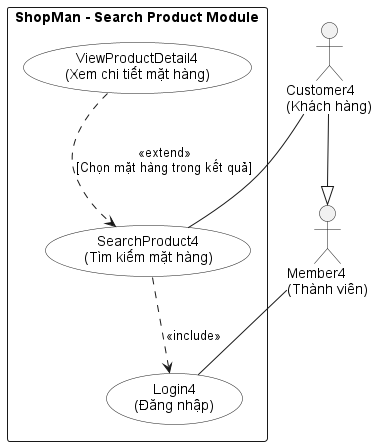 ShopMan - Search Product Module
ViewProductDetail4
(Xem chi tiết mặt hàng)
Customer4
(Khách hàng)
«extend»
[Chọn mặt hàng trong kết quả]
SearchProduct4
(Tìm kiếm mặt hàng)
Member4
(Thành viên)
«include»
Login4
(Đăng nhập)